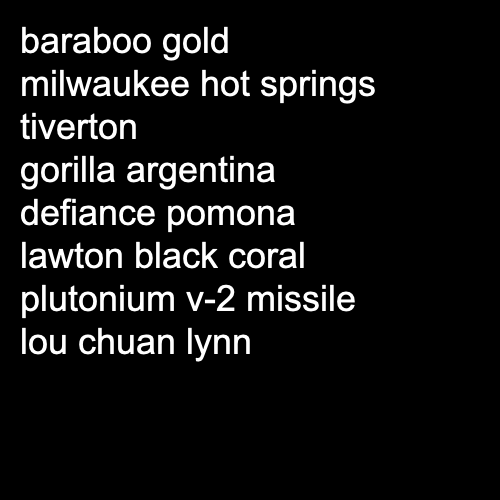 baraboo gold
milwaukee hot springs
tiverton
gorilla argentina
defiance pomona
lawton black coral
plutonium v-2 missile
lou chuan lynn